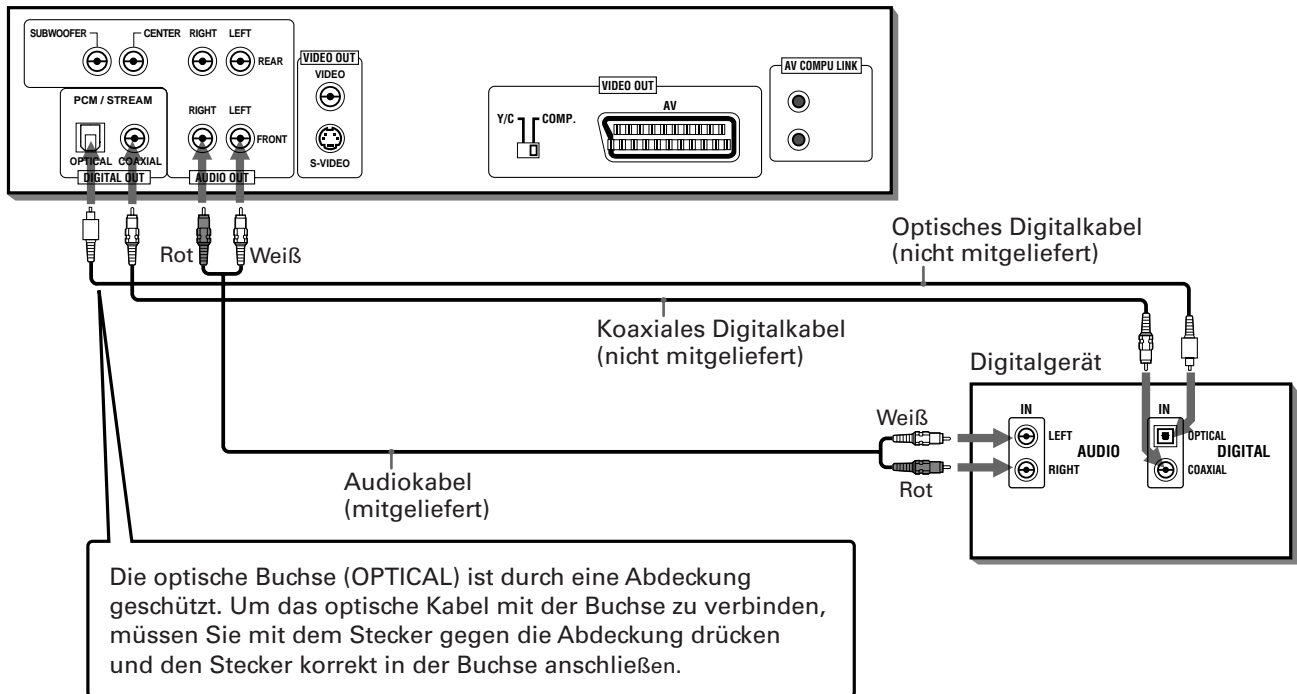 SUBWOOFER
CENTER
RIGHT
LEFT
REAR
VIDEO OUT
VIDEO
S-VIDEO
PCM / STREAM
OPTICAL
COAXIAL
DIGITAL OUT
RIGHT
LEFT
FRONT
AUDIO OUT
VIDEO OUT
Y/C
COMP.
AV
AV COMPU LINK
Rot
Weiß
Optisches Digitalkabel
(nicht mitgeliefert)
Koaxiales Digitalkabel
(nicht mitgeliefert)
Digitalgerät
Weiß
Rot
IN
LEFT
RIGHT
AUDIO
IN
OPTICAL
COAXIAL
DIGITAL
Audiokabel
(mitgeliefert)
Die optische Buchse (OPTICAL) ist durch eine Abdeckung
geschützt. Um das optische Kabel mit der Buchse zu verbinden,
müssen Sie mit dem Stecker gegen die Abdeckung drücken
und den Stecker korrekt in der Buchse anschließen.